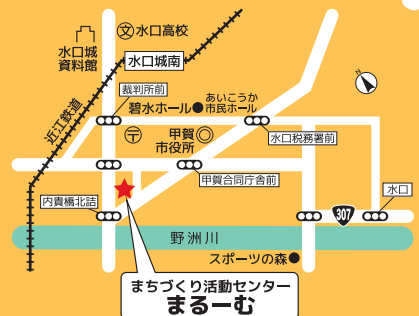 文 水口高校
水口城
資料館
水口城南
近江鉄道
裁判所前
碧水ホール
あいこうか
市民ホール
N
〒
甲賀
市役所
水口税務署前
甲賀合同庁舎前
内貴橋北詰
水口
307
野洲川
スポーツの森
まちづくり活動センター
まるーむ